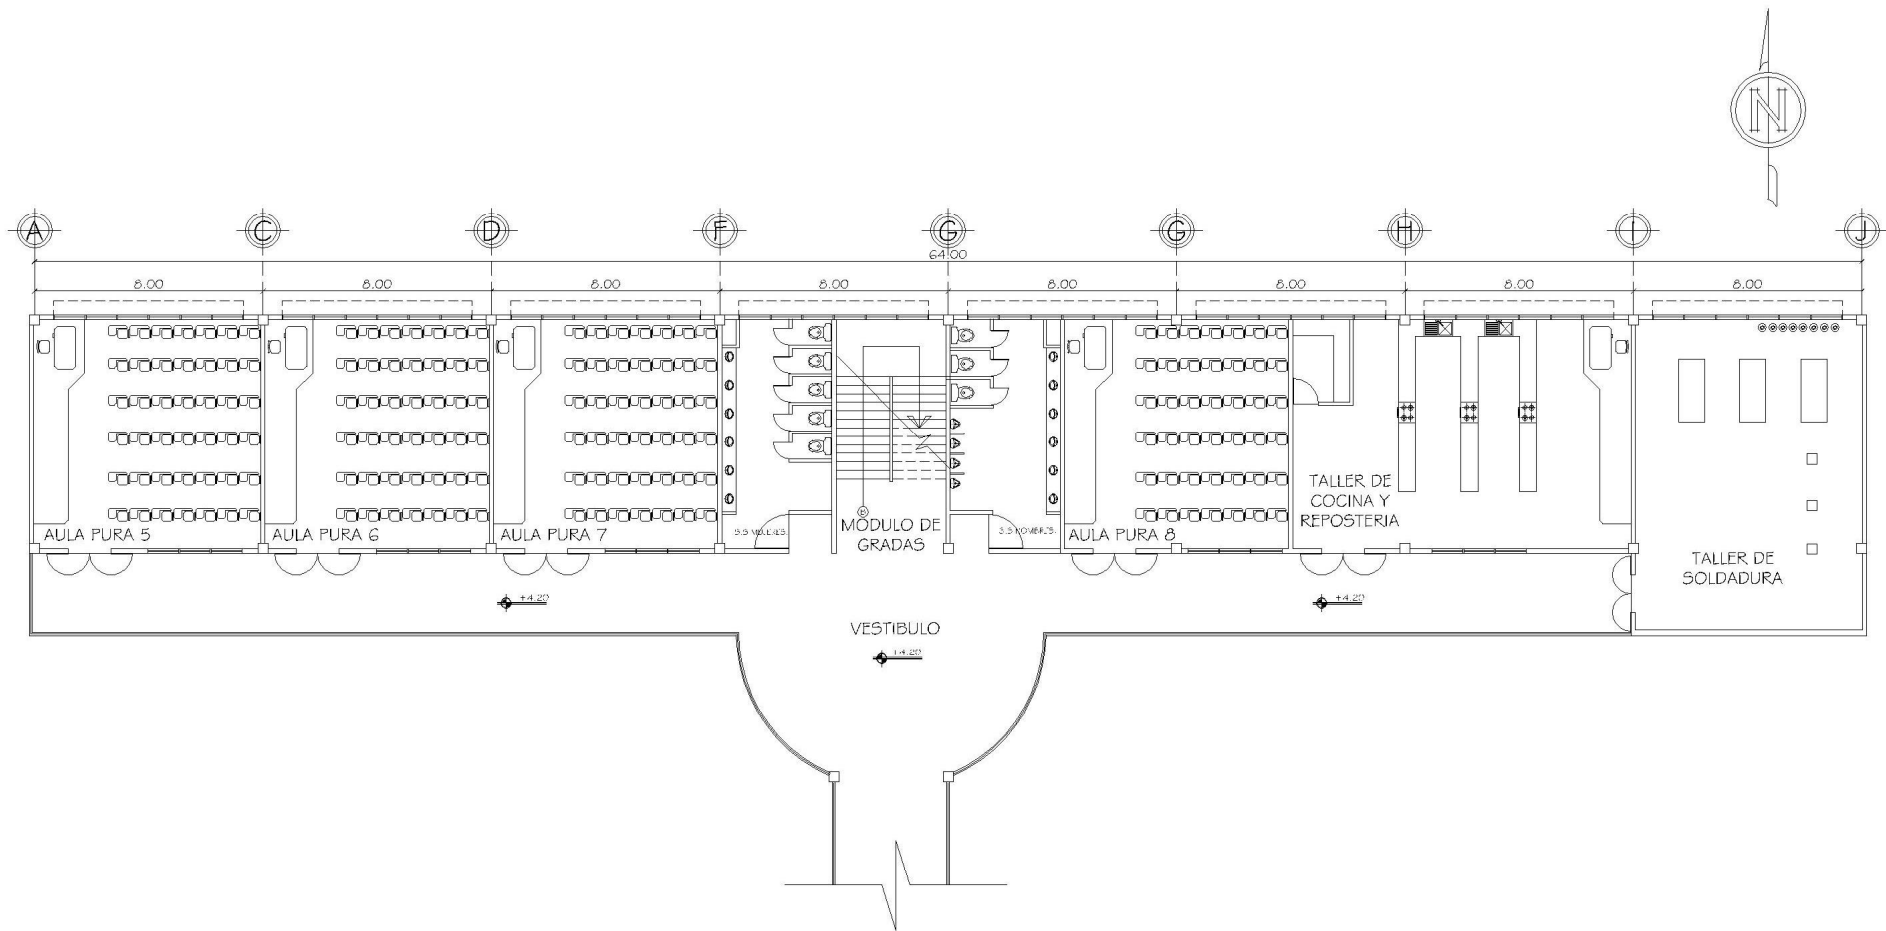 N
A C D F G G H I J
64.00
8.00 8.00 8.00 8.00 8.00 8.00 8.00 8.00
AULA PURA 5
AULA PURA 6
AULA PURA 7
S.S MUJERES.
B
MODULO DE
GRADAS
S.S HOMBRES.
AULA PURA 8
TALLER DE
COCINA Y
REPOSTERIA
TALLER DE
SOLDADURA
+4.20
+4.20
VESTIBULO
+4.20